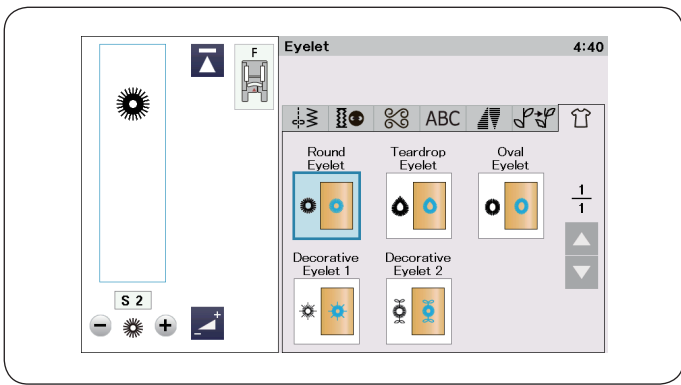 F
Eyelet 4:40
ABC
Round Teardrop Oval
Eyelet Eyelet Eyelet
1
1
Decorative Decorative
Eyelet 1 Eyelet 2
S 2
− +
+